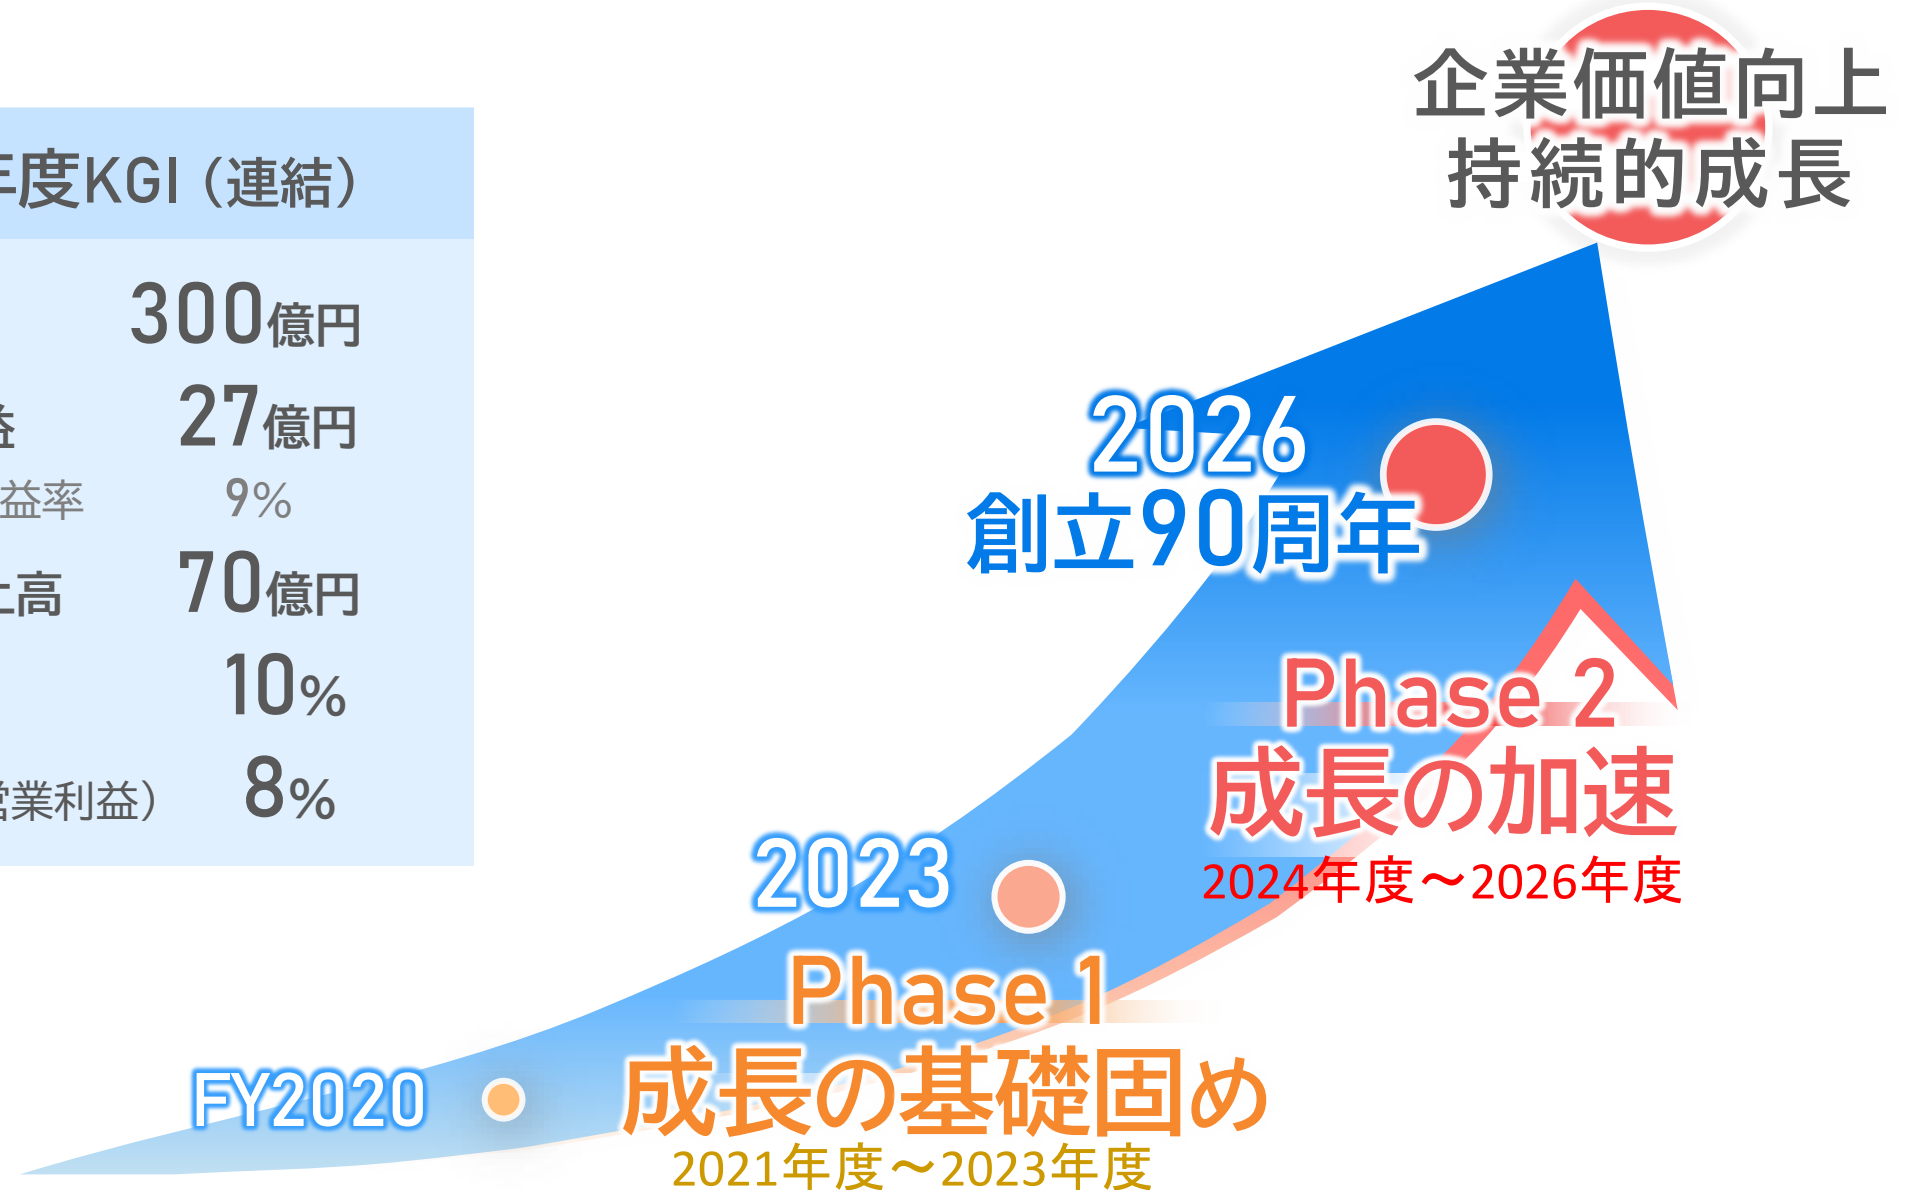 年度KGI（連結）
300億円
益 27億円
益率 9%
上高 70億円
10%
営業利益） 8%
企業価値向上
持続的成長
2026
創立90周年
Phase 2
成長の加速
2024年度～2026年度
2023
Phase 1
成長の基礎固め
2021年度～2023年度
FY2020